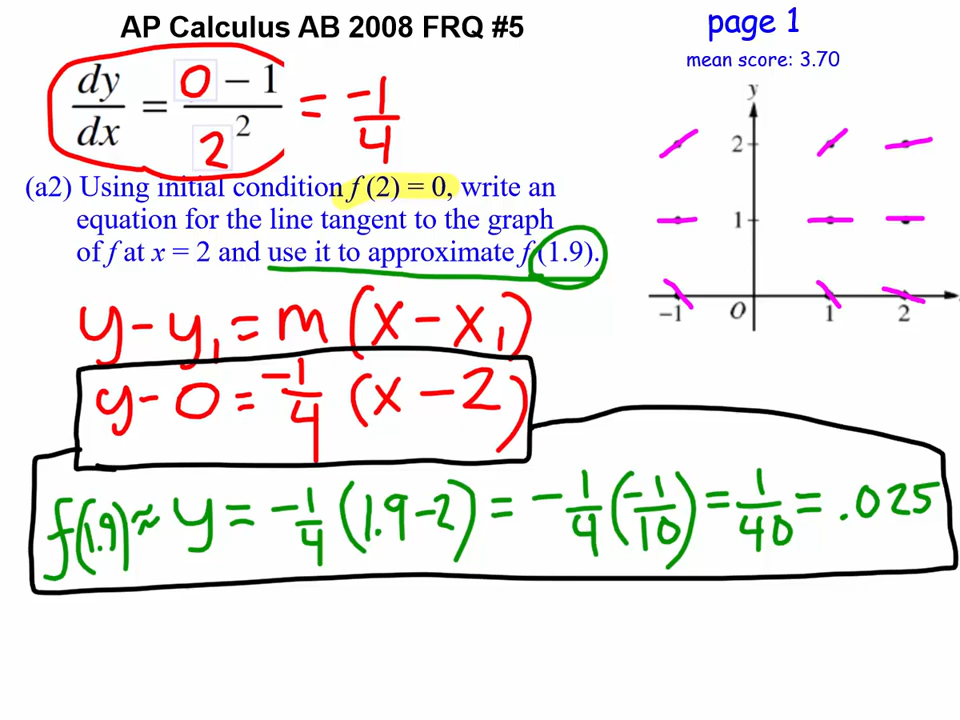 AP Calculus AB 2008 FRQ #5
page 1
mean score: 3.70
dy/dx = (0 − 1)/2² = -1/4
(a2) Using initial condition f (2) = 0, write an
equation for the line tangent to the graph
of f at x = 2 and use it to approximate f (1.9).
y
2
1
−1 O 1 2
y - y₁ = m (x - x₁)
y - 0 = -1/4 (x - 2)
f(1.9) ≈ y = -1/4 (1.9-2) = -1/4 (-1/10) = 1/40 = .025